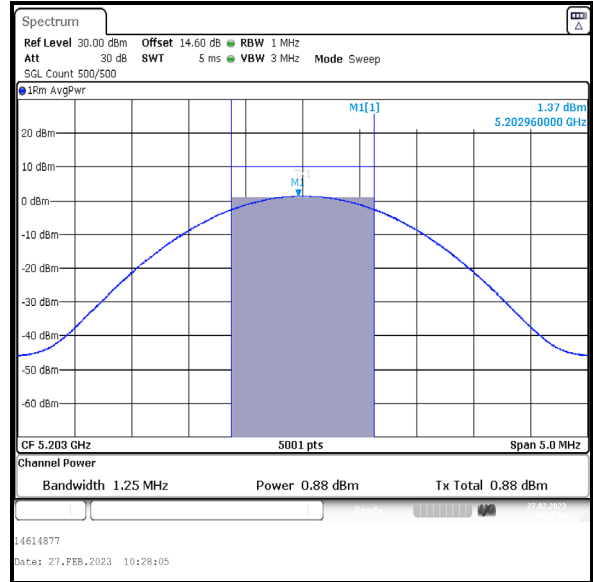 Spectrum
Ref Level 30.00 dBm Offset 14.60 dB RBW 1 MHz
Att 30 dB SWT 5 ms VBW 3 MHz Mode Sweep
SGL Count 500/500
1Rm AvgPwr
M1[1] 1.37 dBm
5.202960000 GHz
20 dBm
10 dBm
M1
0 dBm
-10 dBm
-20 dBm
-30 dBm
-40 dBm
-50 dBm
-60 dBm
CF 5.203 GHz 5001 pts Span 5.0 MHz
Channel Power
Bandwidth 1.25 MHz Power 0.88 dBm Tx Total 0.88 dBm
Ready 27.02.2023
14614877
Date: 27.FEB.2023 10:28:05